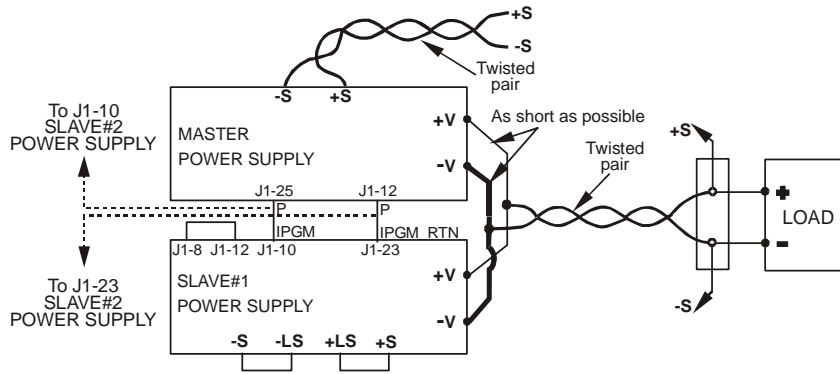 +S
-S
Twisted
pair
-S +S
As short as possible
To J1-10
SLAVE#2
POWER SUPPLY
MASTER
POWER SUPPLY
+V
-V
+S
Twisted
pair
J1-25 J1-12
P P
+
LOAD
-
IPGM IPGM_RTN
J1-8 J1-12 J1-10 J1-23
To J1-23
SLAVE#2
POWER SUPPLY
SLAVE#1
POWER SUPPLY
+V
-V
-S
-S -LS +LS +S